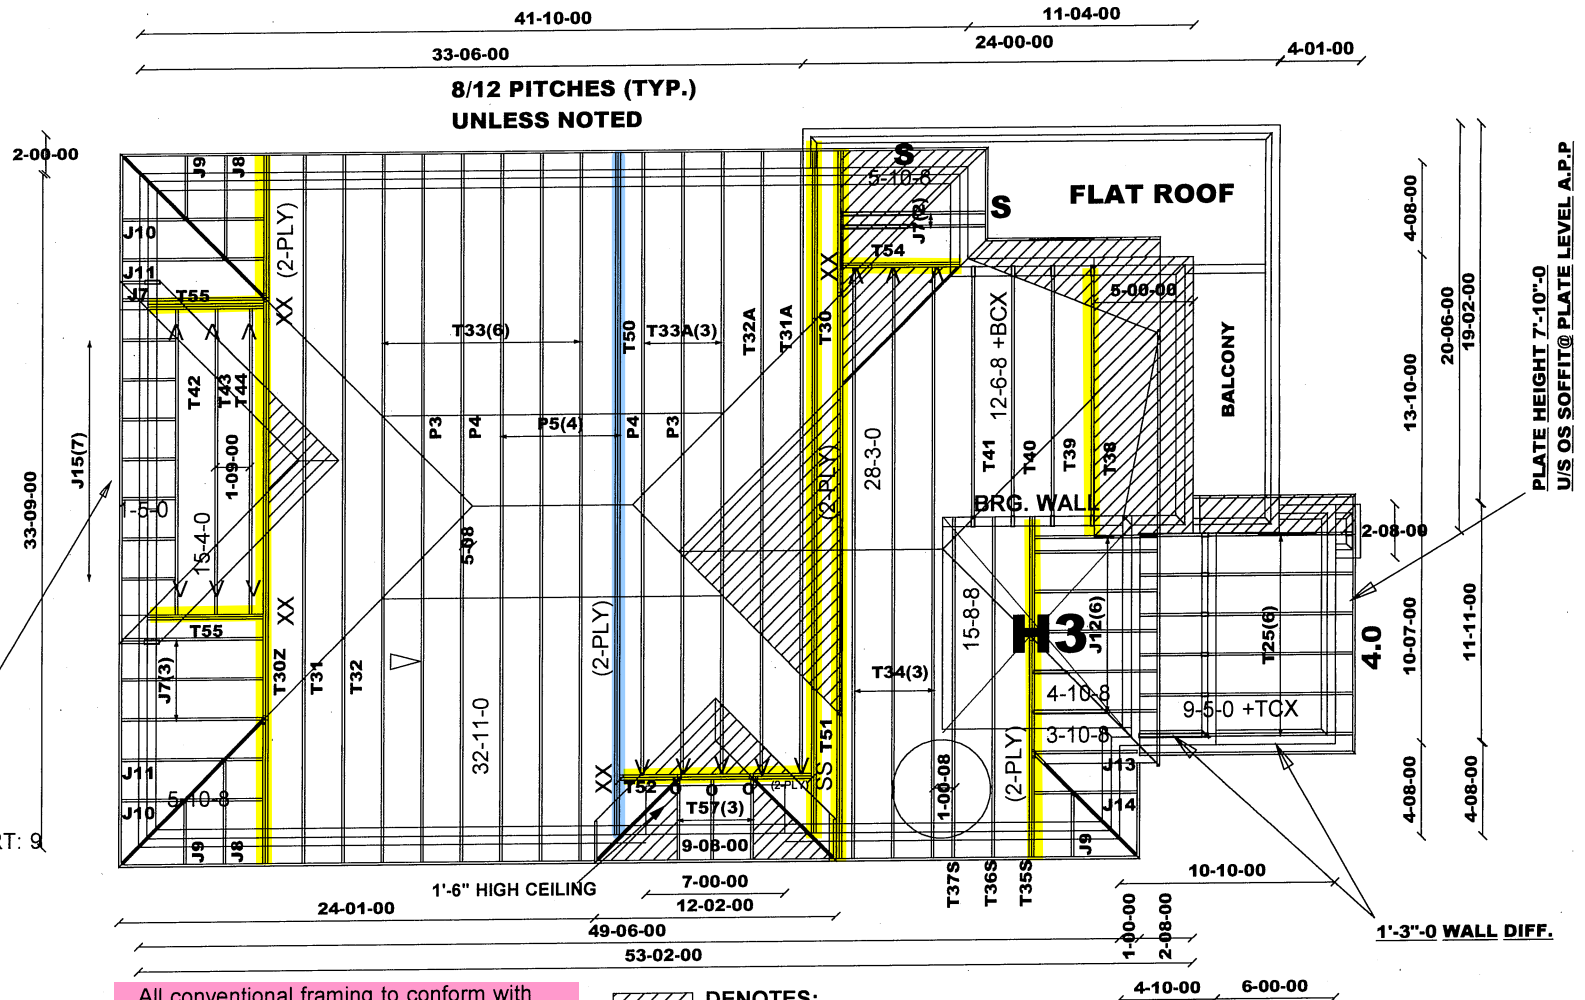 41-10-00
11-04-00
33-06-00
24-00-00
4-01-00
8/12 PITCHES (TYP.)
UNLESS NOTED
2-00-00
J9
J8
(2-PLY)
S
5-10-8
J7(2)
S
FLAT ROOF
4-08-00
J10
J11
J7
T55
XX
XX
T54
5-00-00
20-06-00
19-02-00
PLATE HEIGHT 7'-10"-0
U/S OS SOFFIT@ PLATE LEVEL A.P.P
T33(6)
T50
T33A(3)
T32A
T31A
T30
12-6-8 +BCX
BALCONY
13-10-00
T42
T43
T44
P3
P4
P5(4)
P4
P3
J15(7)
1-09-00
28-3-0
(2-PLY)
T41
T40
T39
T38
33-09-00
1-5-0
15-4-0
5-08
BRG. WALL
2-08-00
XX
T55
(2-PLY)
15-8-8
H3
J12(6)
T25(6)
4.0
10-07-00
11-11-00
J7(3)
T30Z
T31
T32
T34(3)
4-10-8
9-5-0 +TCX
32-11-0
3-10-8
J11
5-10-8
J10
XX
T52
(2-PLY)
SS
T51
(2-PLY)
J13
J14
T57(3)
1-00-08
4-08-00
4-08-00
RT: 9
J9
J8
9-08-00
J9
1'-6" HIGH CEILING
7-00-00
T37S
T36S
T35S
10-10-00
24-01-00
12-02-00
49-06-00
1-00-00
2-08-00
1'-3"-0 WALL DIFF.
53-02-00
4-10-00
6-00-00
All conventional framing to conform with
DENOTES: